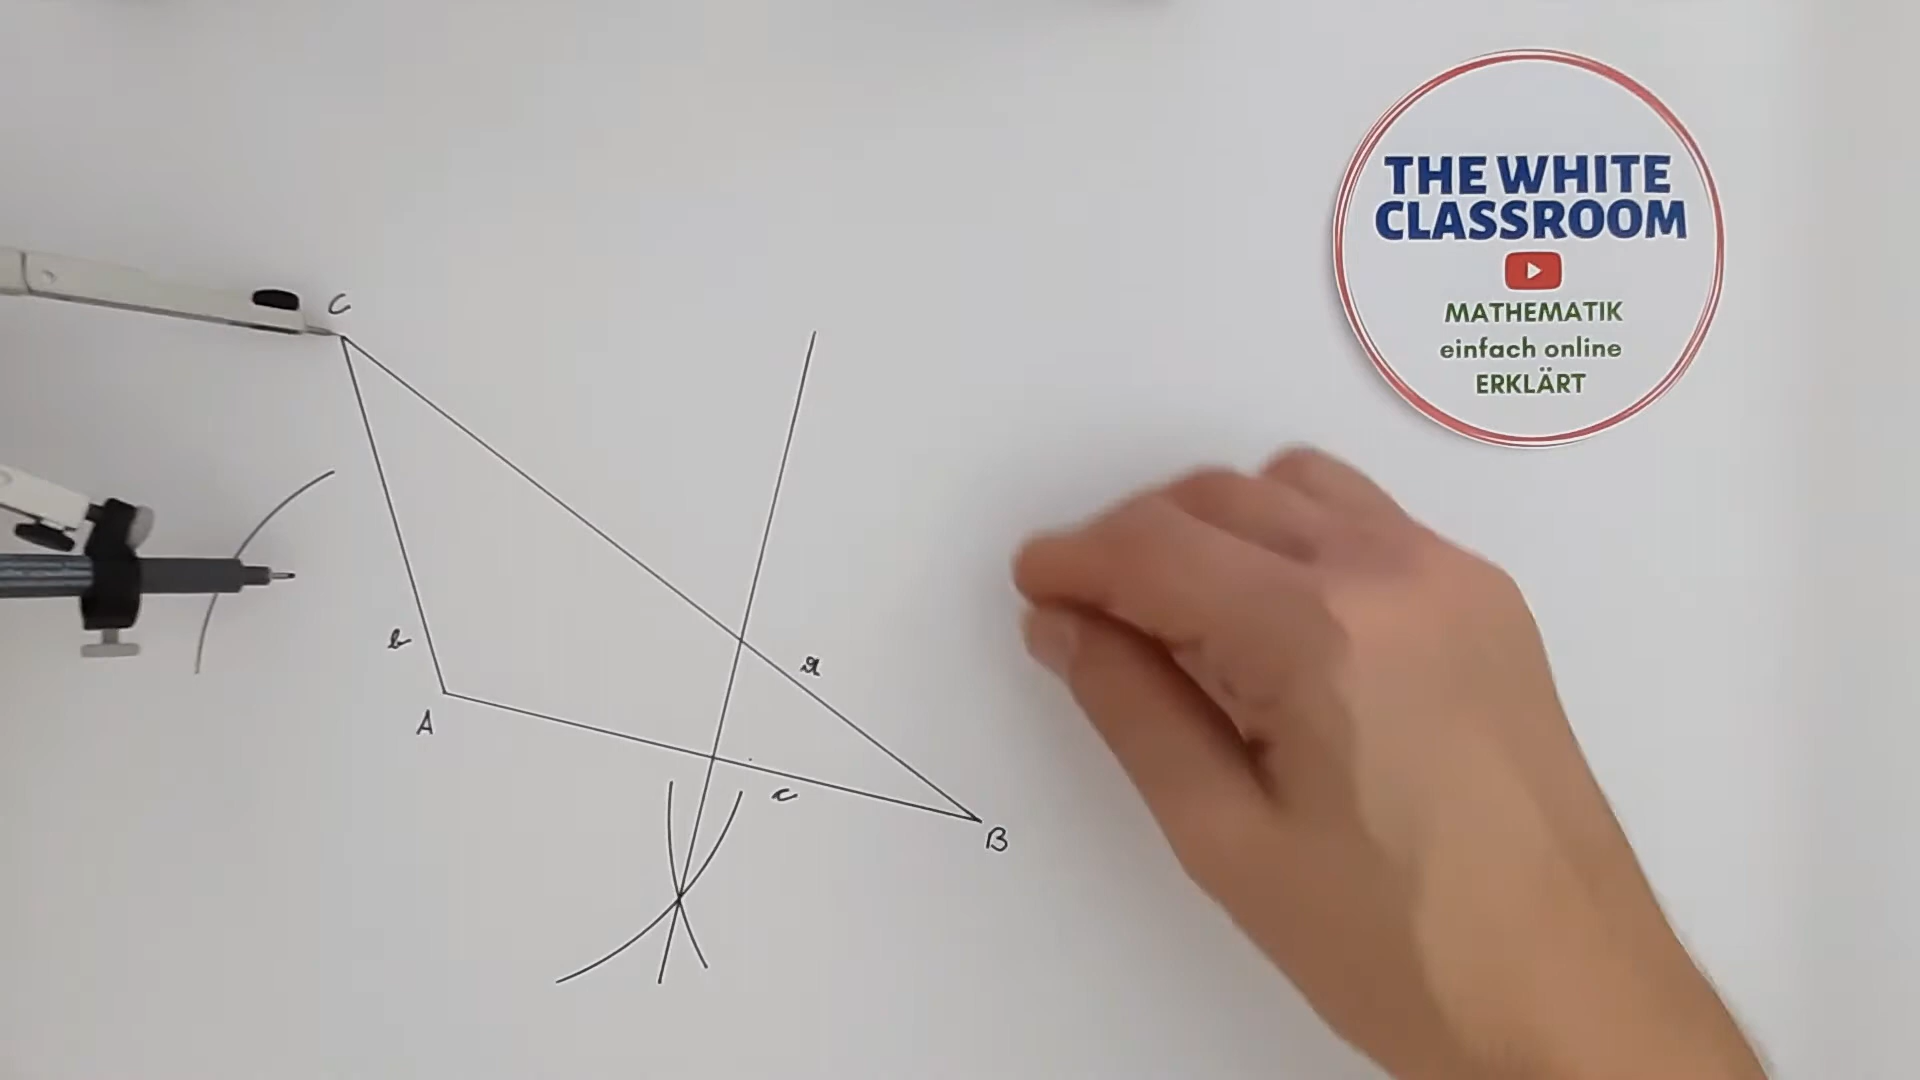 THE WHITE
CLASSROOM
MATHEMATIK
einfach online
ERKLÄRT
C
b
a
A
c
B